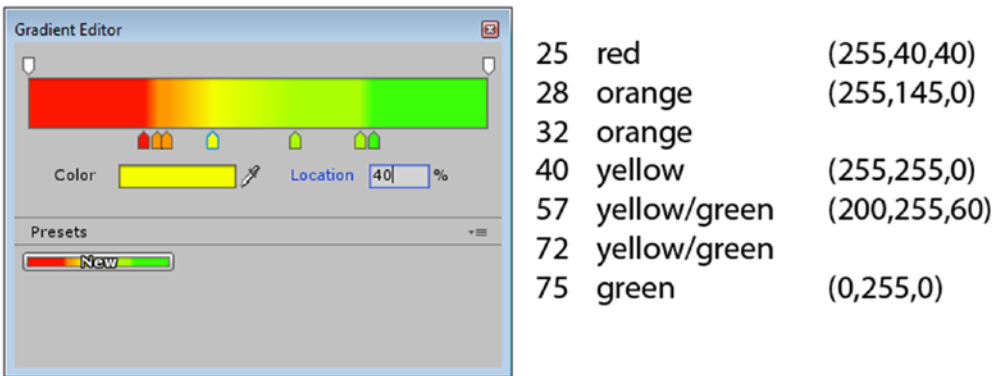 Gradient Editor
Color
Location 40 %
Presets
New
25 red (255,40,40)
28 orange (255,145,0)
32 orange
40 yellow (255,255,0)
57 yellow/green (200,255,60)
72 yellow/green
75 green (0,255,0)